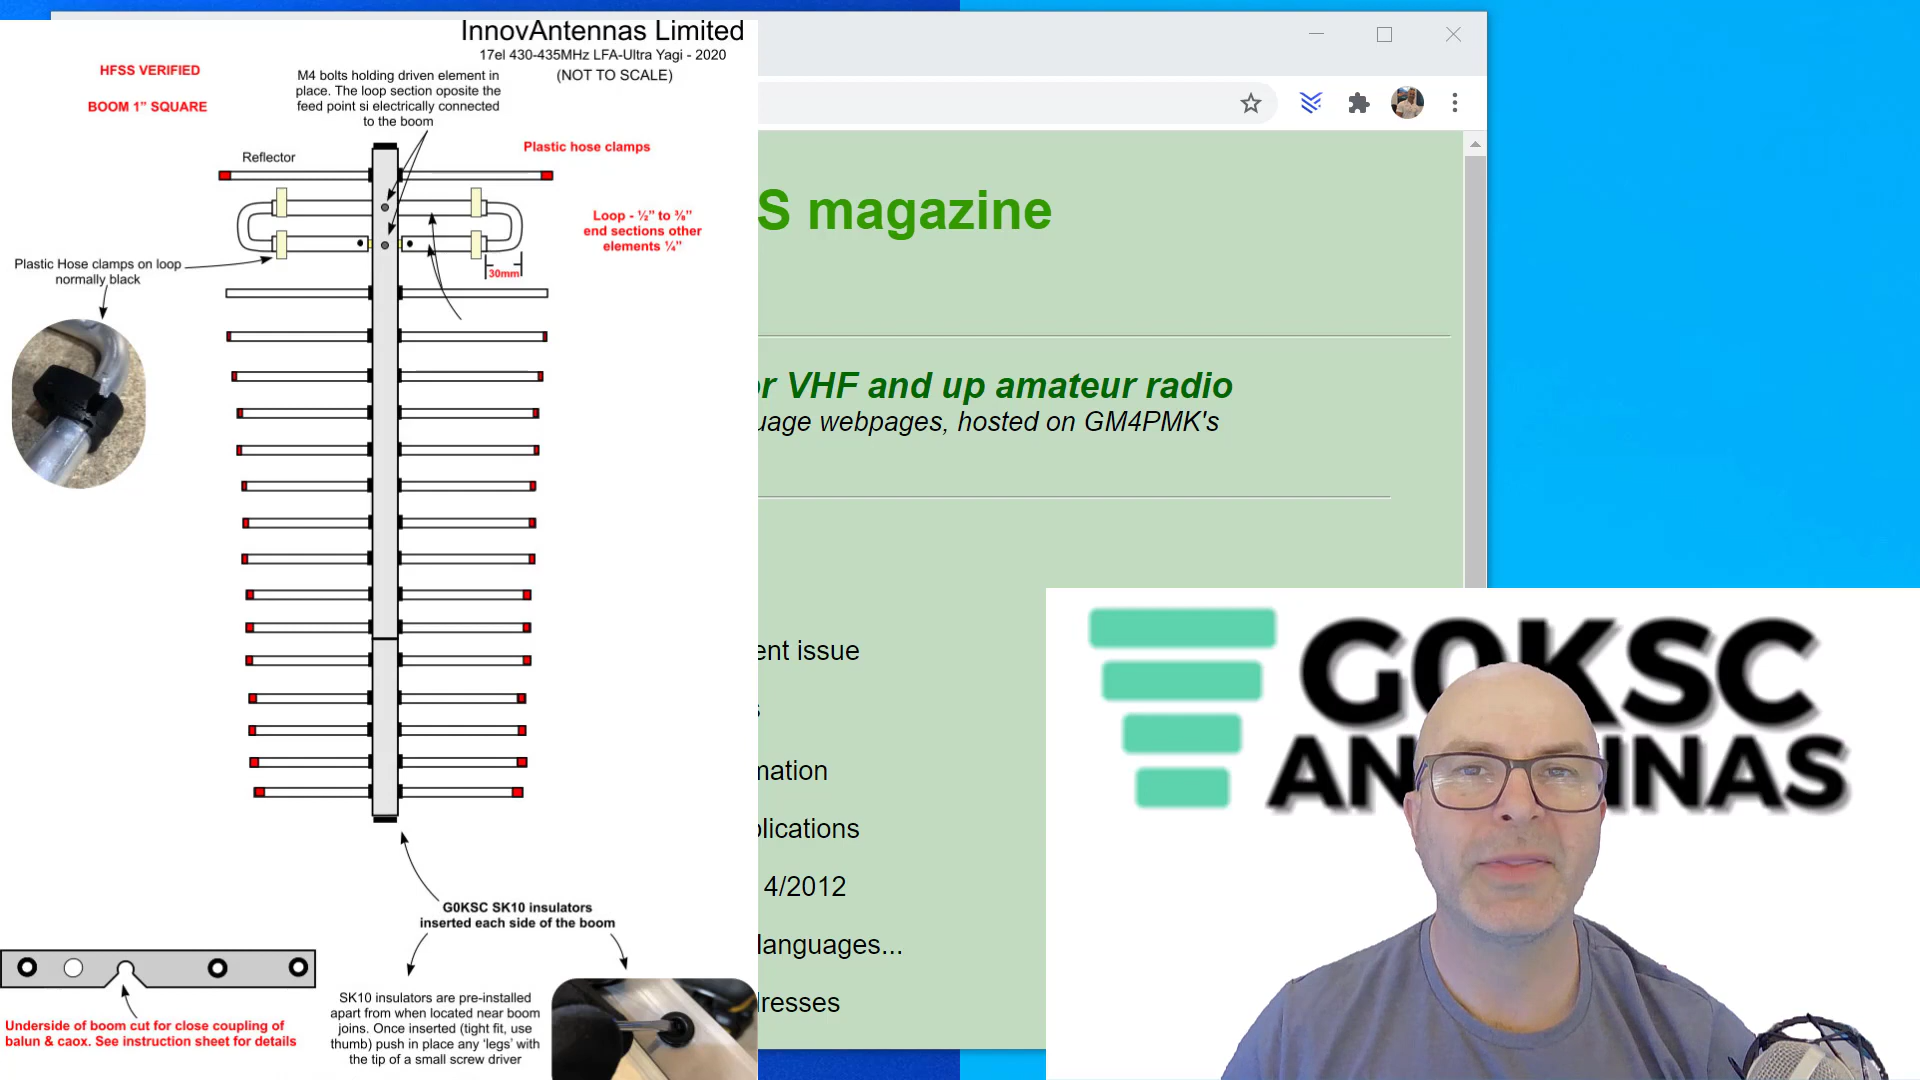 InnovAntennas Limited
17el 430-435MHz LFA-Ultra Yagi - 2020
(NOT TO SCALE)
HFSS VERIFIED
BOOM 1" SQUARE
M4 bolts holding driven element in
place. The loop section oposite the
feed point si electrically connected
to the boom
Reflector
Plastic hose clamps
Loop - ½" to ⅜"
end sections other
elements ¼"
30mm
Plastic Hose clamps on loop
normally black
G0KSC SK10 insulators
inserted each side of the boom
Underside of boom cut for close coupling of
balun & caox. See instruction sheet for details
SK10 insulators are pre-installed
apart from when located near boom
joins. Once inserted (tight fit, use
thumb) push in place any 'legs' with
the tip of a small screw driver
S magazine
or VHF and up amateur radio
uage webpages, hosted on GM4PMK's
ent issue
s
mation
plications
4/2012
languages...
dresses
G0KSC
AN NNAS